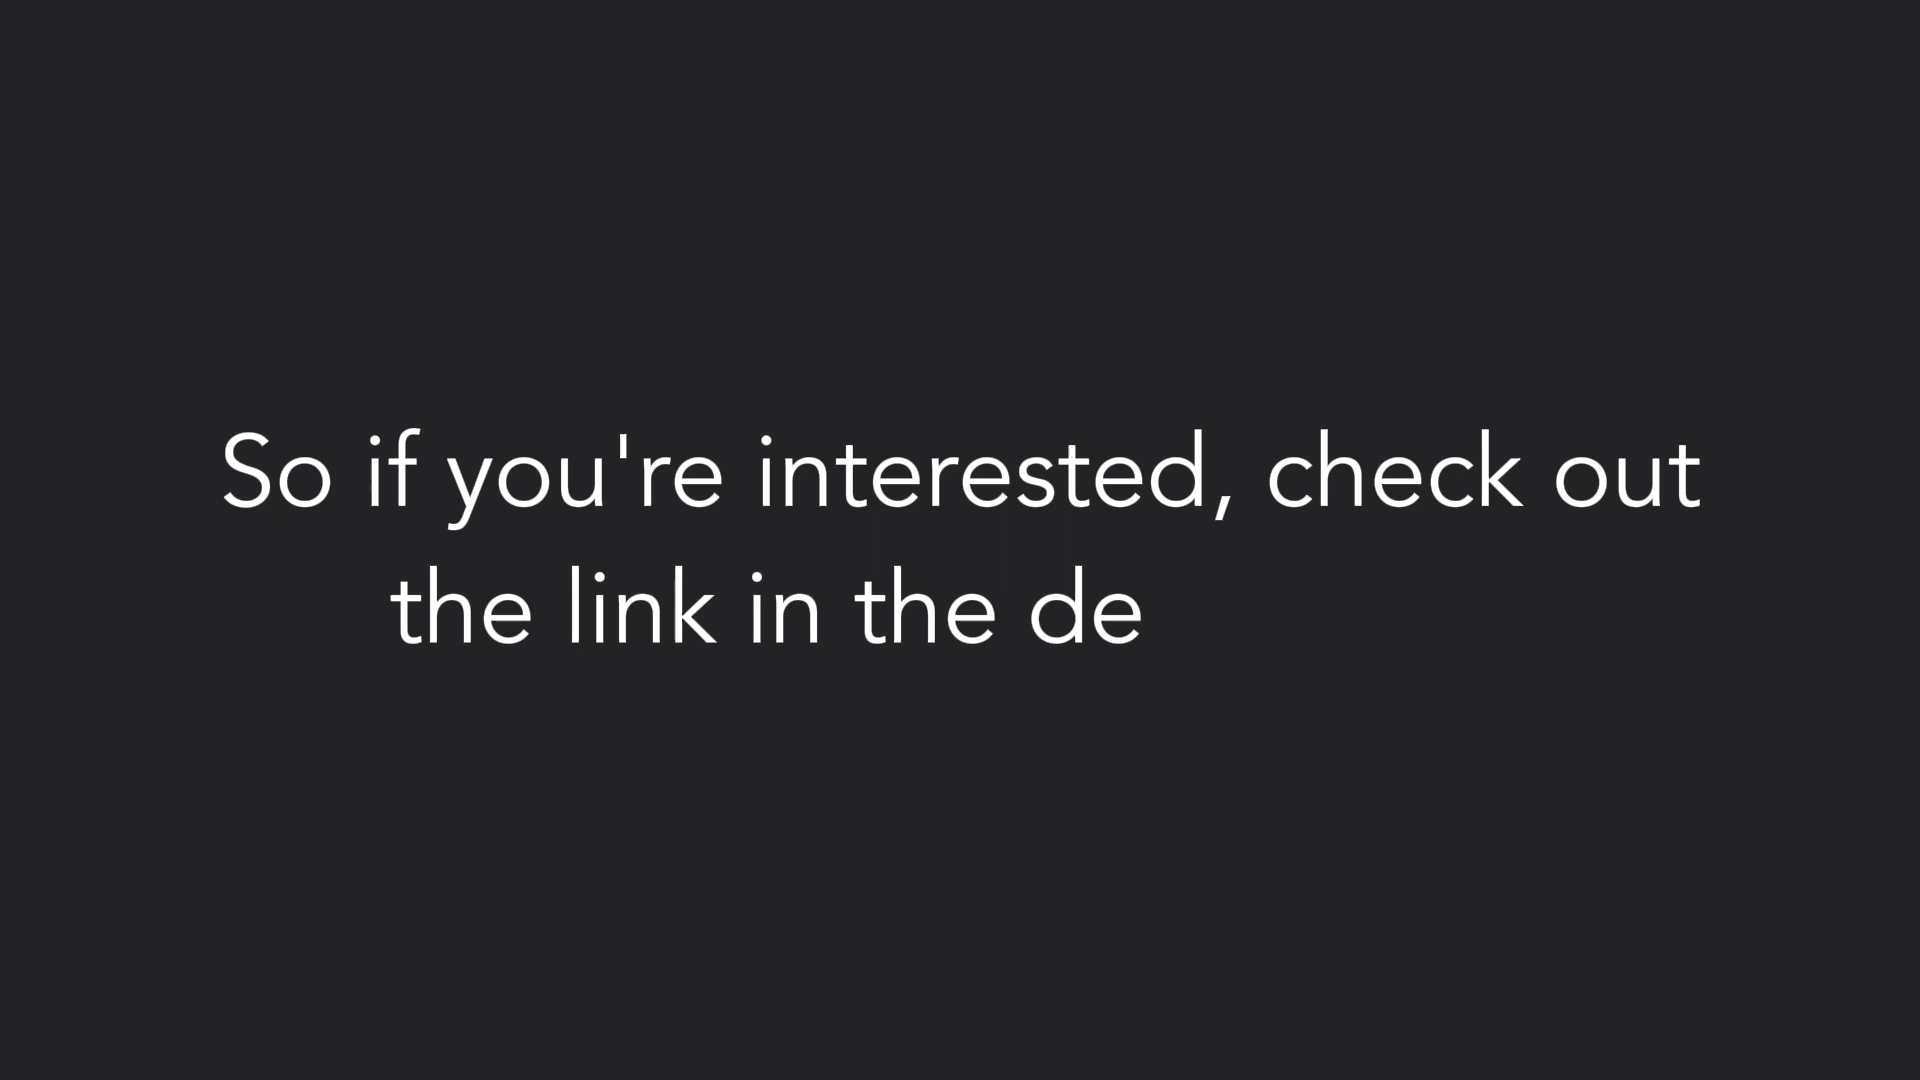 So if you're interested, check out
the link in the de